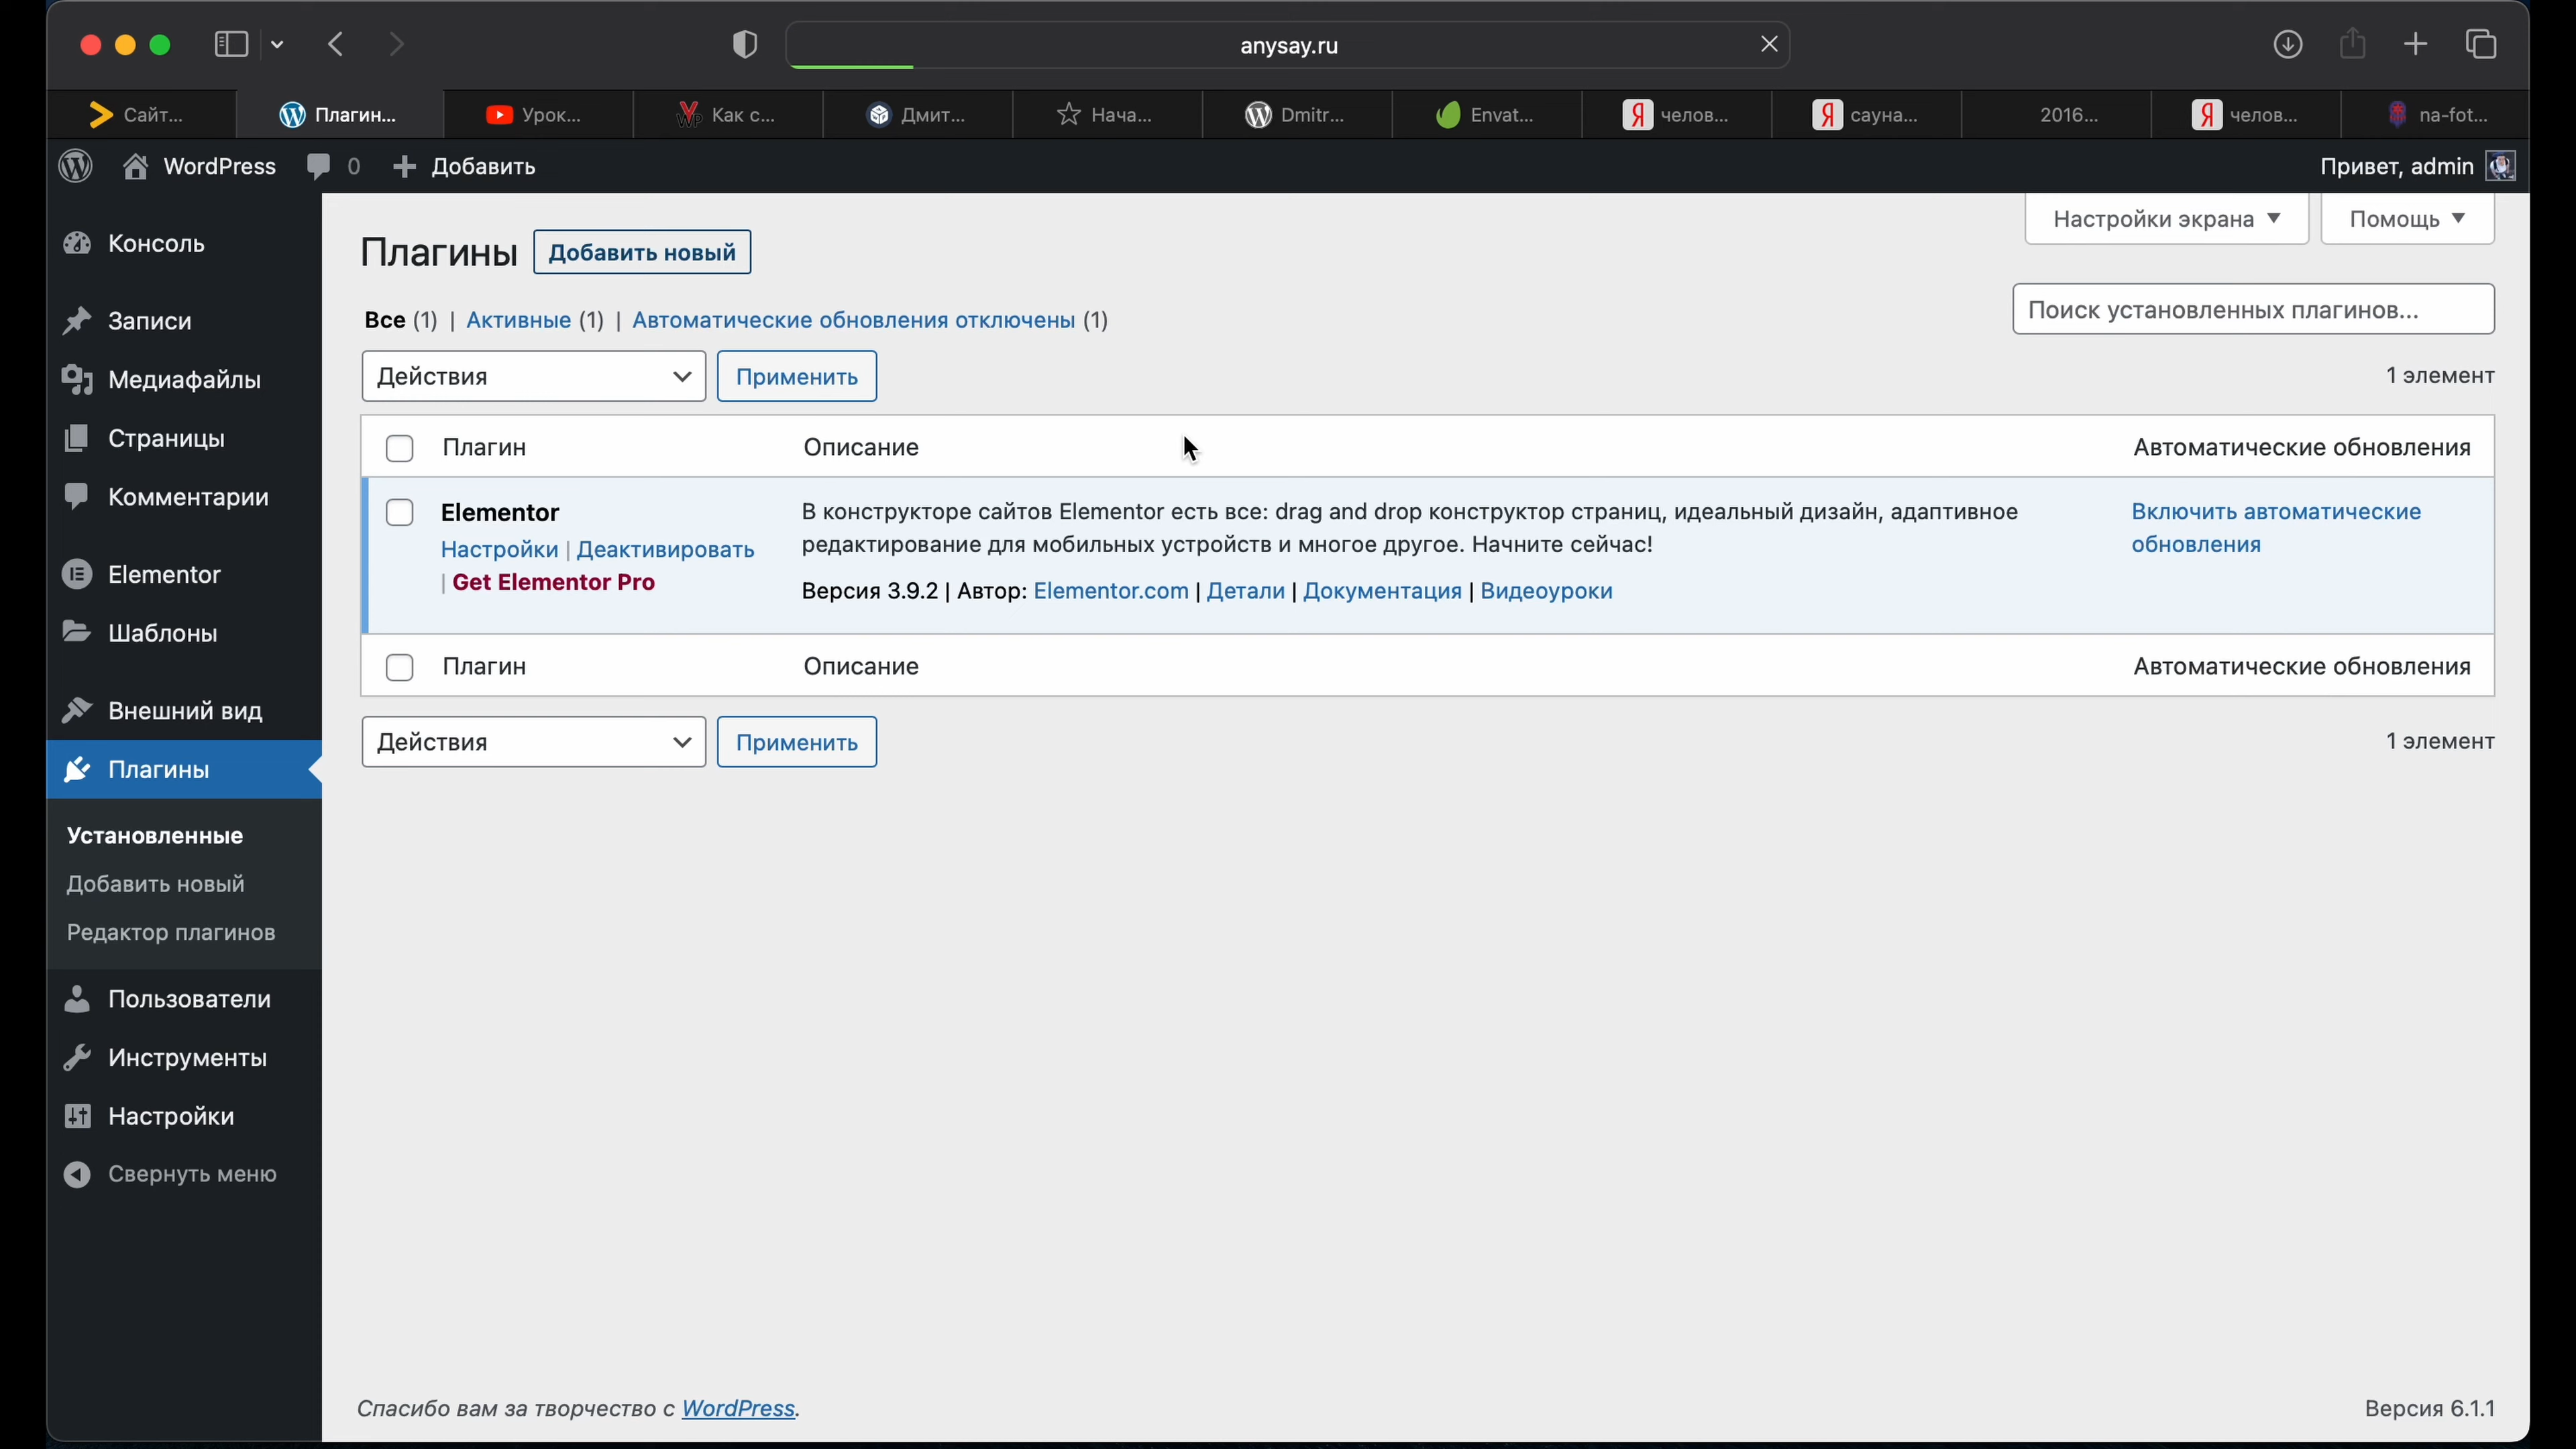 anysay.ru
Сайт...
Плагин...
Урок...
Как с...
Дмит...
Нача...
Dmitr...
Envat...
челов...
сауна...
2016...
челов...
na-fot...
WordPress 0 Добавить
Привет, admin
Консоль
Записи
Медиафайлы
Страницы
Комментарии
Elementor
Шаблоны
Внешний вид
Плагины
Установленные
Добавить новый
Редактор плагинов
Пользователи
Инструменты
Настройки
Свернуть меню
Настройки экрана
Помощь
Плагины Добавить новый
Все (1) | Активные (1) | Автоматические обновления отключены (1)
Поиск установленных плагинов...
Действия Применить
1 элемент
Плагин Описание Автоматические обновления
Elementor
Настройки | Деактивировать
| Get Elementor Pro
В конструкторе сайтов Elementor есть все: drag and drop конструктор страниц, идеальный дизайн, адаптивное
редактирование для мобильных устройств и многое другое. Начните сейчас!
Версия 3.9.2 | Автор: Elementor.com | Детали | Документация | Видеоуроки
Включить автоматические
обновления
Плагин Описание Автоматические обновления
Действия Применить
1 элемент
Спасибо вам за творчество с WordPress.
Версия 6.1.1